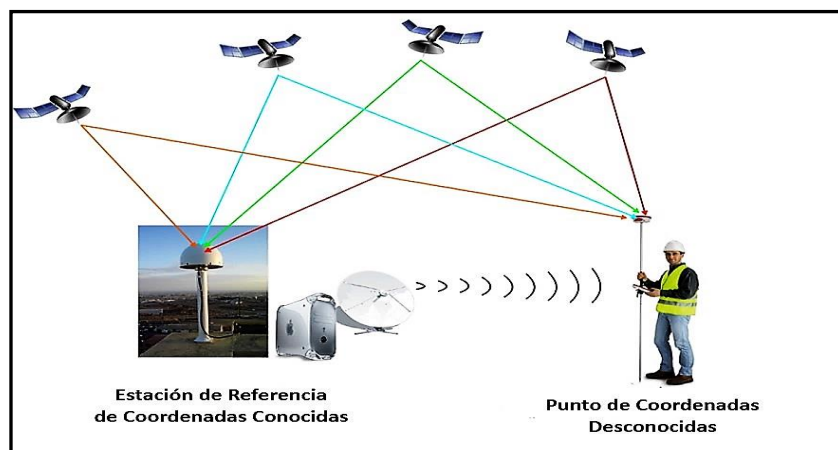 Estación de Referencia
de Coordenadas Conocidas
Punto de Coordenadas
Desconocidas